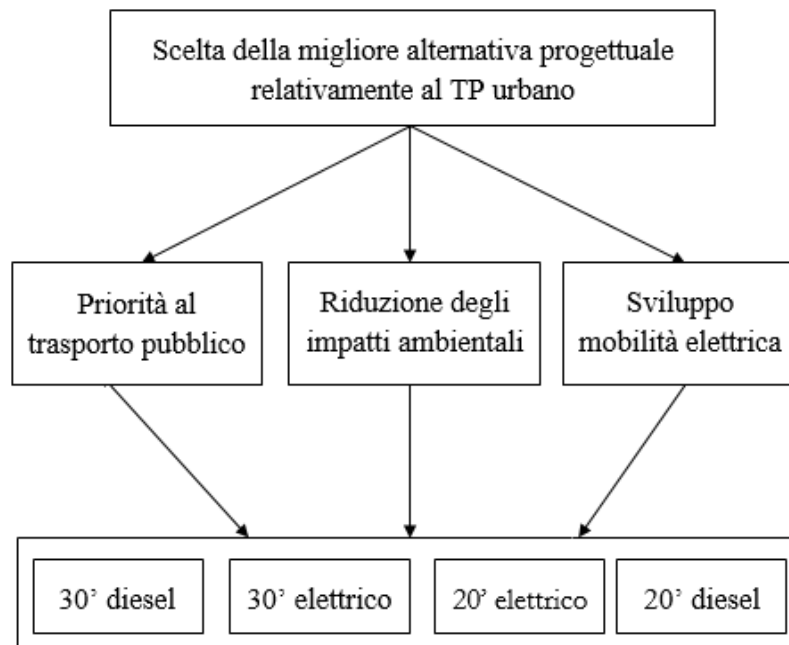 Scelta della migliore alternativa progettuale
relativamente al TP urbano
Priorità al
trasporto pubblico
Riduzione degli
impatti ambientali
Sviluppo
mobilità elettrica
30’ diesel
30’ elettrico
20’ elettrico
20’ diesel